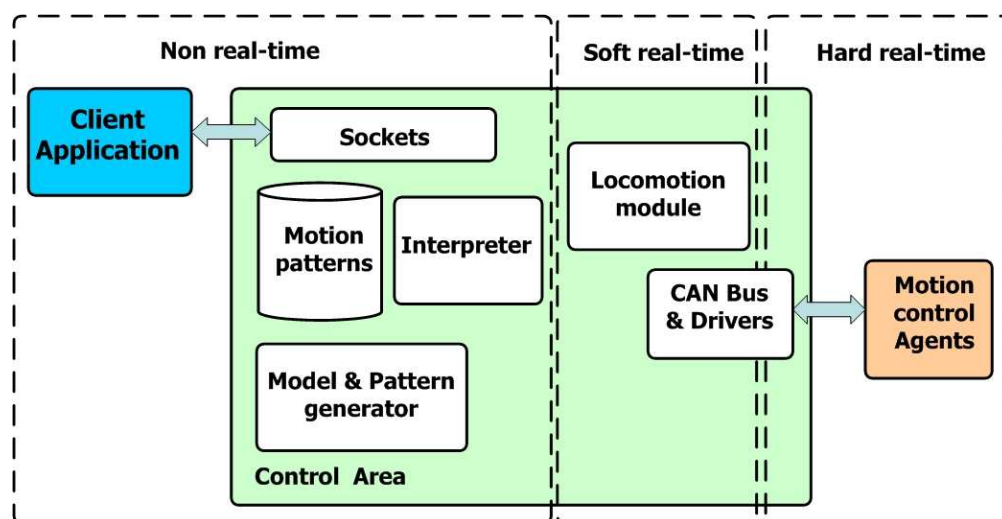 Non real-time
Soft real-time
Hard real-time
Client
Application
Sockets
Motion
patterns
Interpreter
Locomotion
module
CAN Bus
& Drivers
Motion
control
Agents
Model & Pattern
generator
Control Area